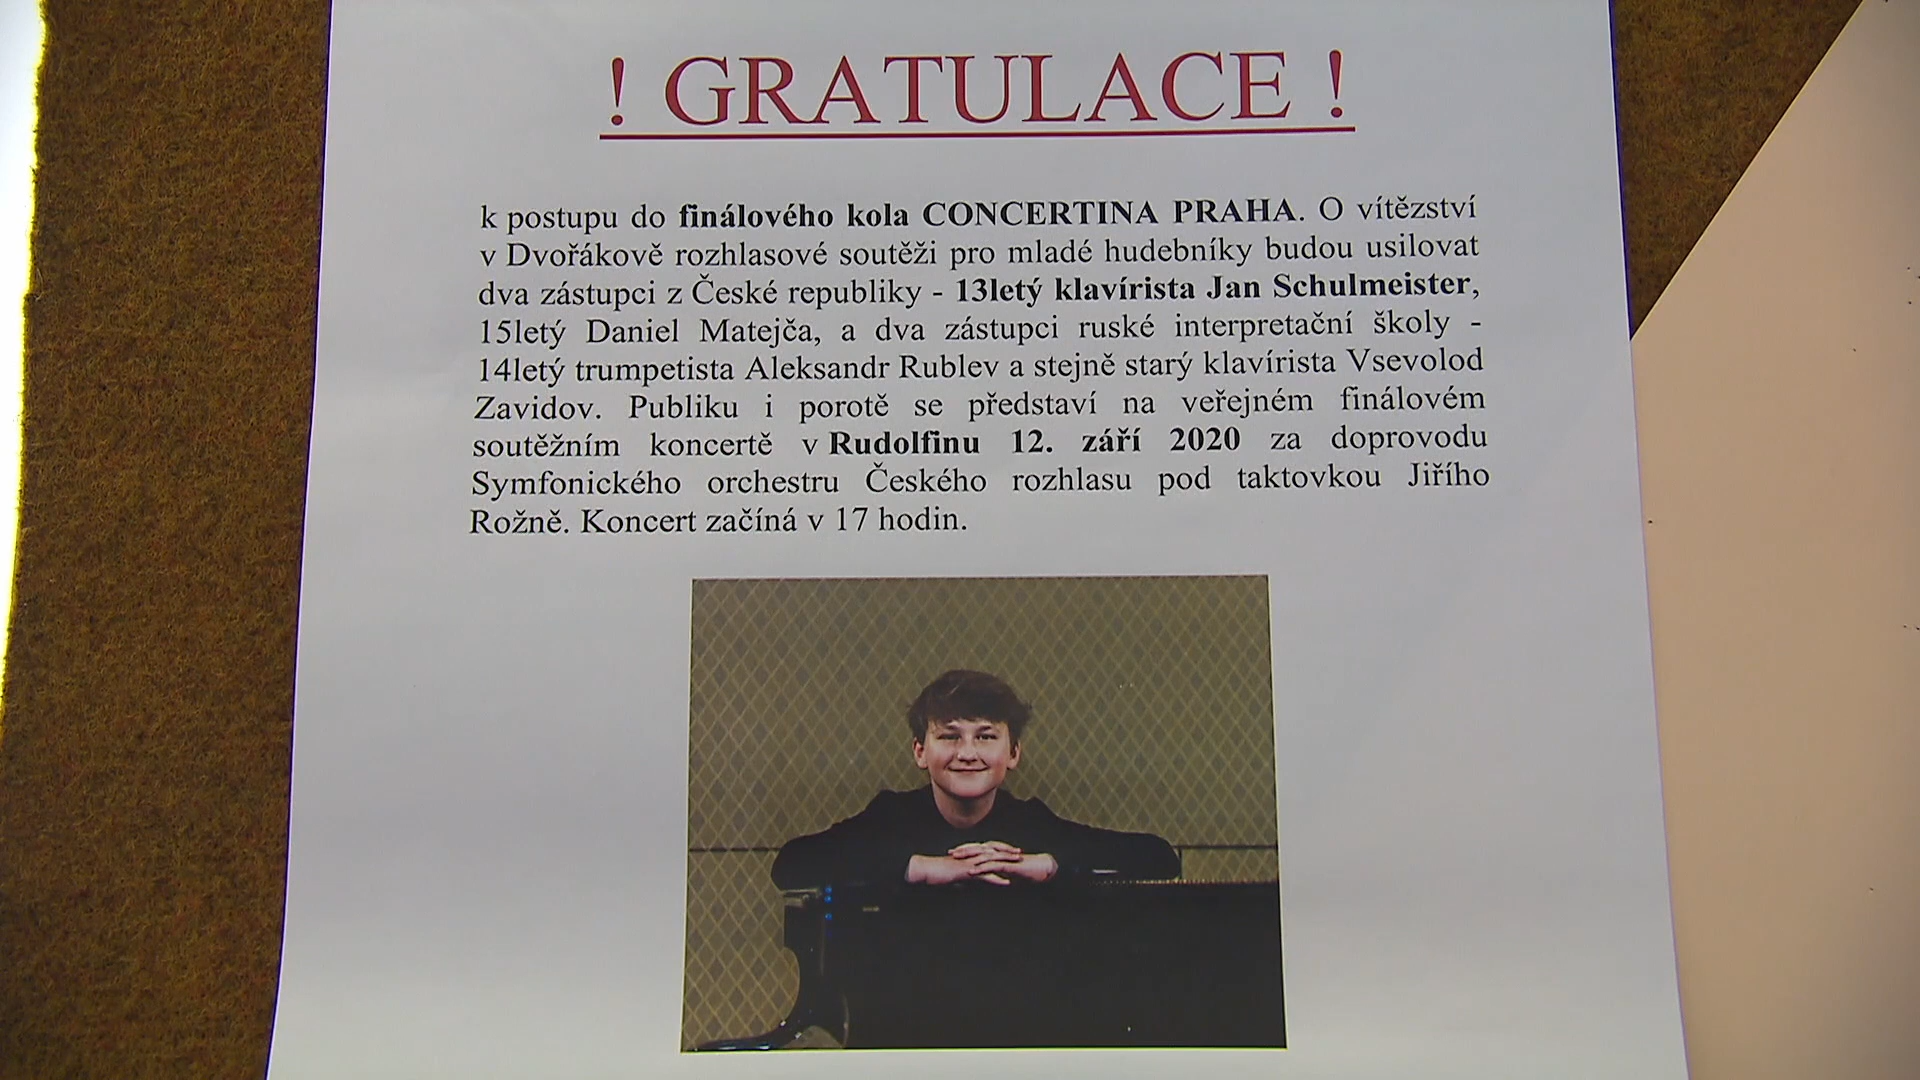 ! GRATULACE !
k postupu do finálového kola CONCERTINA PRAHA. O vítězství
v Dvořákově rozhlasové soutěži pro mladé hudebníky budou usilovat
dva zástupci z České republiky - 13letý klavírista Jan Schulmeister,
15letý Daniel Matejča, a dva zástupci ruské interpretační školy -
14letý trumpetista Aleksandr Rublev a stejně starý klavírista Vsevolod
Zavidov. Publiku i porotě se představí na veřejném finálovém
soutěžním koncertě v Rudolfinu 12. září 2020 za doprovodu
Symfonického orchestru Českého rozhlasu pod taktovkou Jiřího
Rožně. Koncert začíná v 17 hodin.